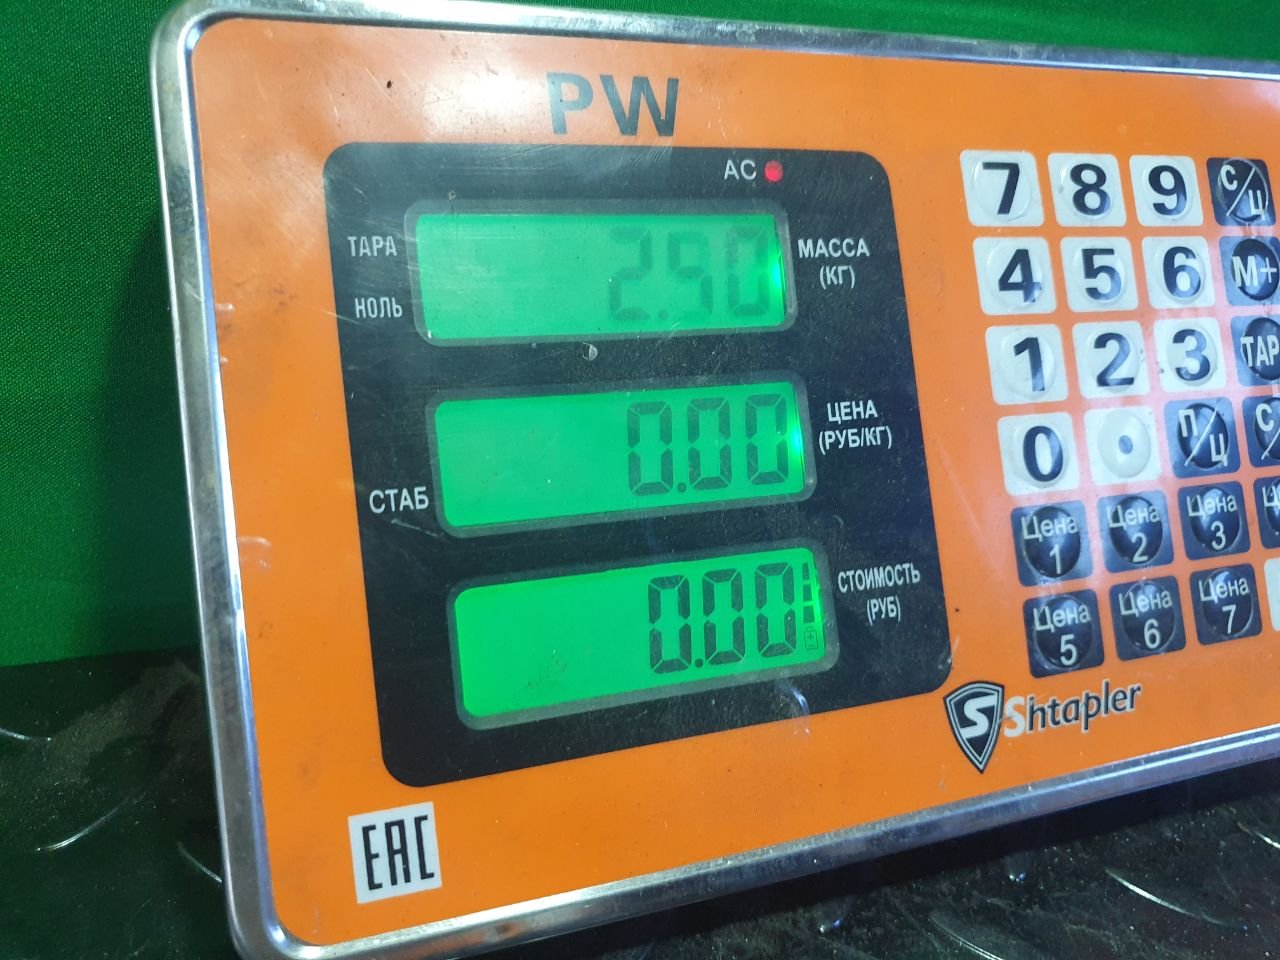 PW
AC
ТАРА
НОЛЬ
2.90
МАССА
(КГ)
СТАБ
0.00
ЦЕНА
(РУБ/КГ)
0.00
СТОИМОСТЬ
(РУБ)
7 8 9 С/Ц
4 5 6 М+
1 2 3 ТАР
0 . П/Ц С/
Цена 1 Цена 2 Цена 3 Ц
Цена 5 Цена 6 Цена 7
Shtapler
EAC